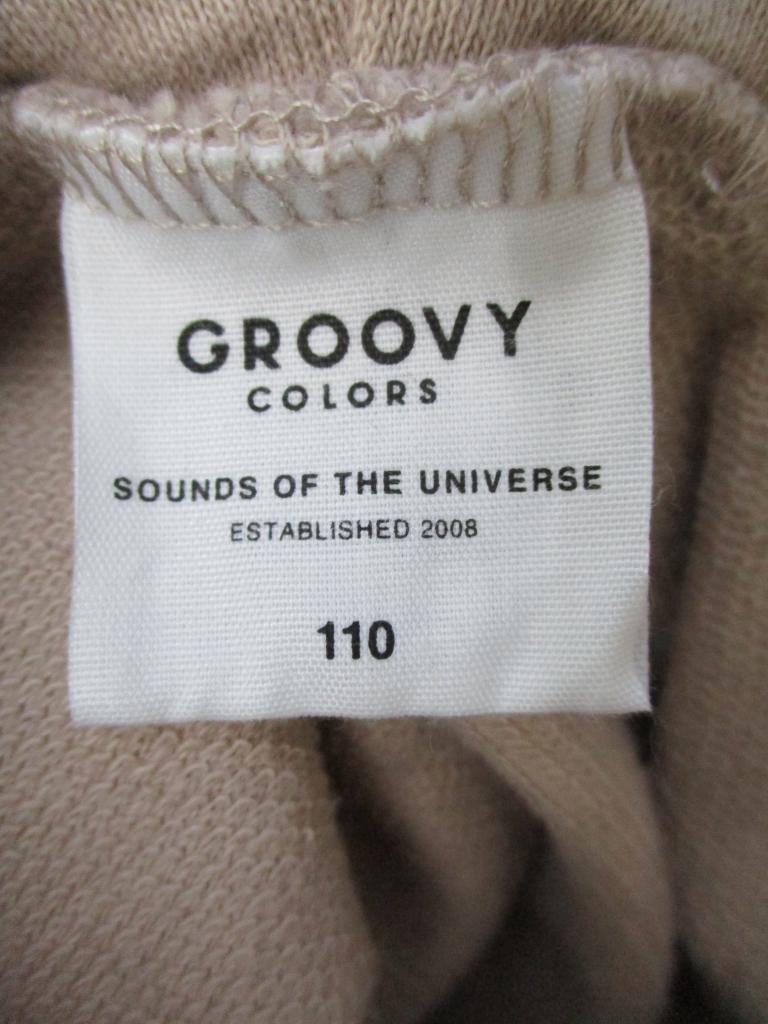 GROOVY
COLORS
SOUNDS OF THE UNIVERSE
ESTABLISHED 2008
110